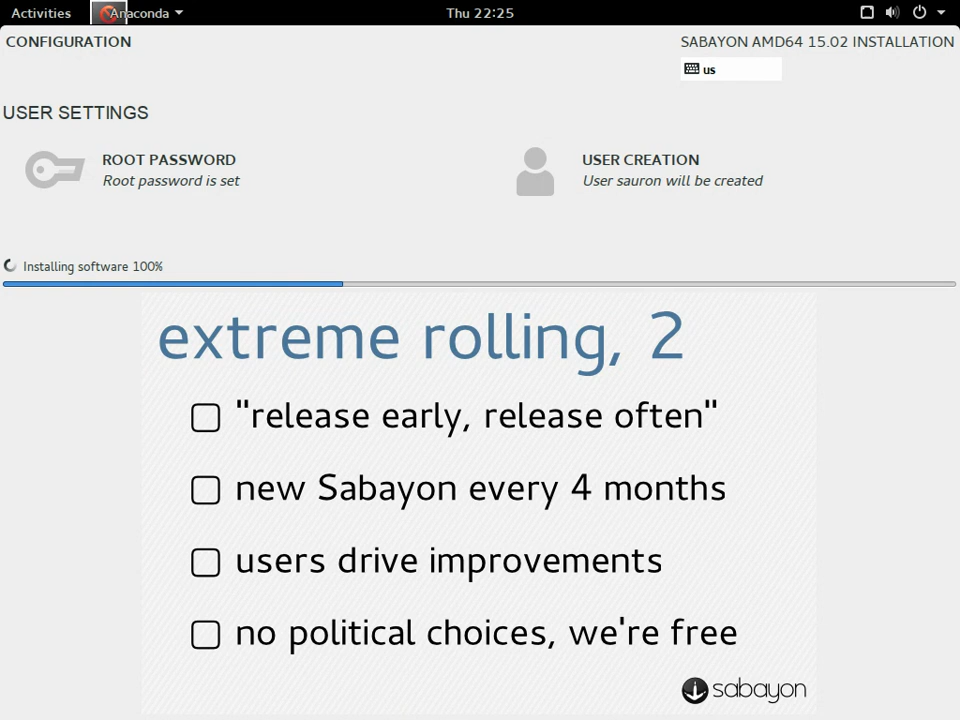 Activities
Anaconda
Thu 22:25
CONFIGURATION
SABAYON AMD64 15.02 INSTALLATION
us
USER SETTINGS
ROOT PASSWORD
Root password is set
USER CREATION
User sauron will be created
Installing software 100%
extreme rolling, 2
"release early, release often"
new Sabayon every 4 months
users drive improvements
no political choices, we're free
sabayon